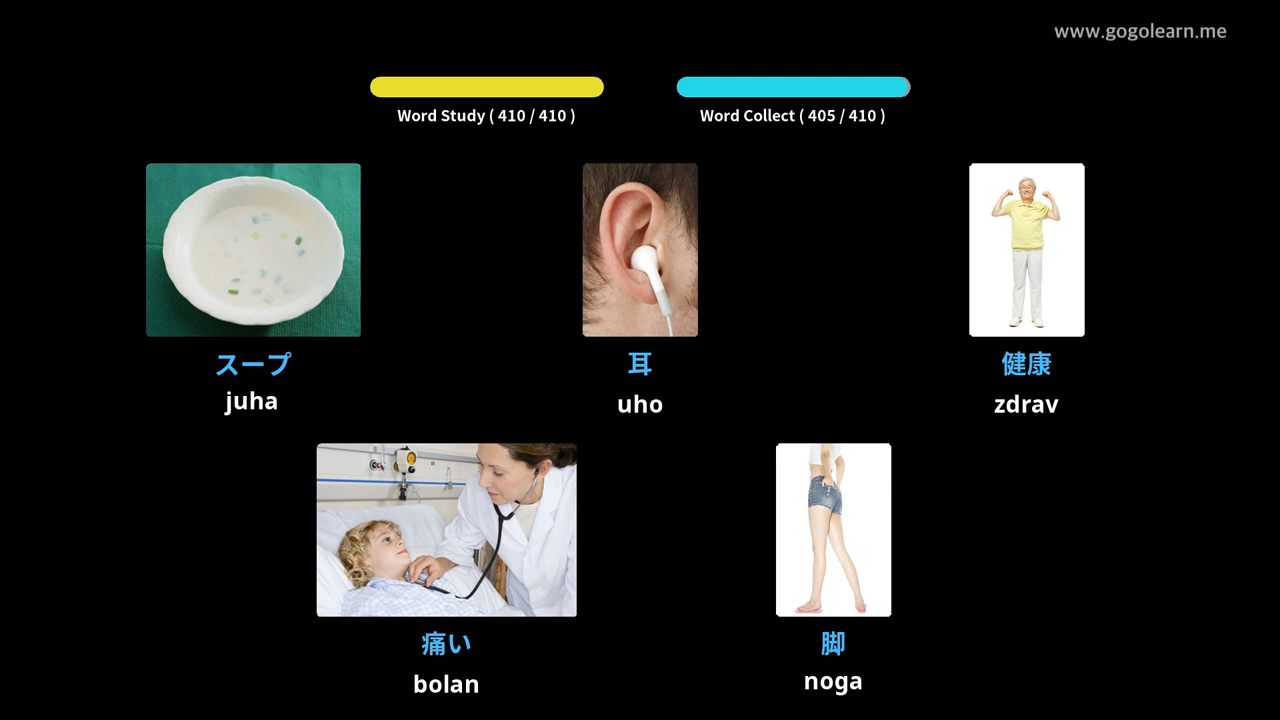 www.gogolearn.me
Word Study ( 410 / 410 )
Word Collect ( 405 / 410 )
スープ
juha
耳
uho
健康
zdrav
痛い
bolan
脚
noga